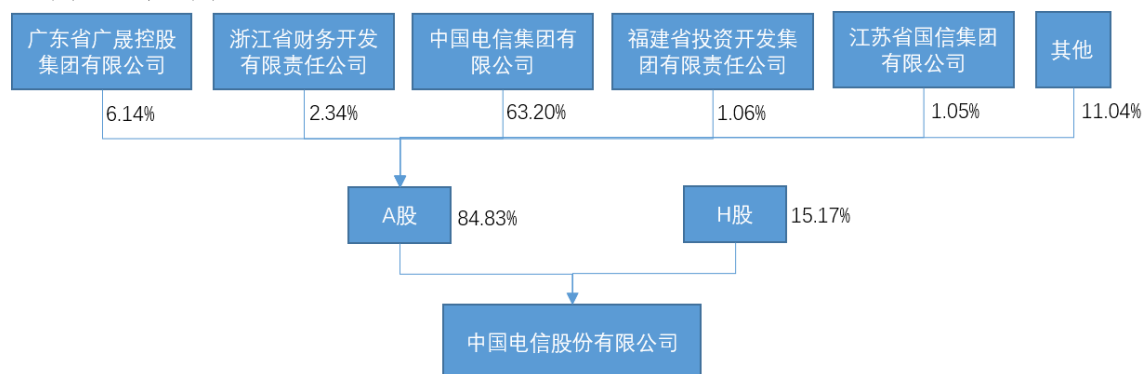 广东省广晟控股
集团有限公司
浙江省财务开发
有限责任公司
中国电信集团有
限公司
福建省投资开发集
团有限责任公司
江苏省国信集团
有限公司
其他
6.14%
2.34%
63.20%
1.06%
1.05%
11.04%
A股
84.83%
H股
15.17%
中国电信股份有限公司